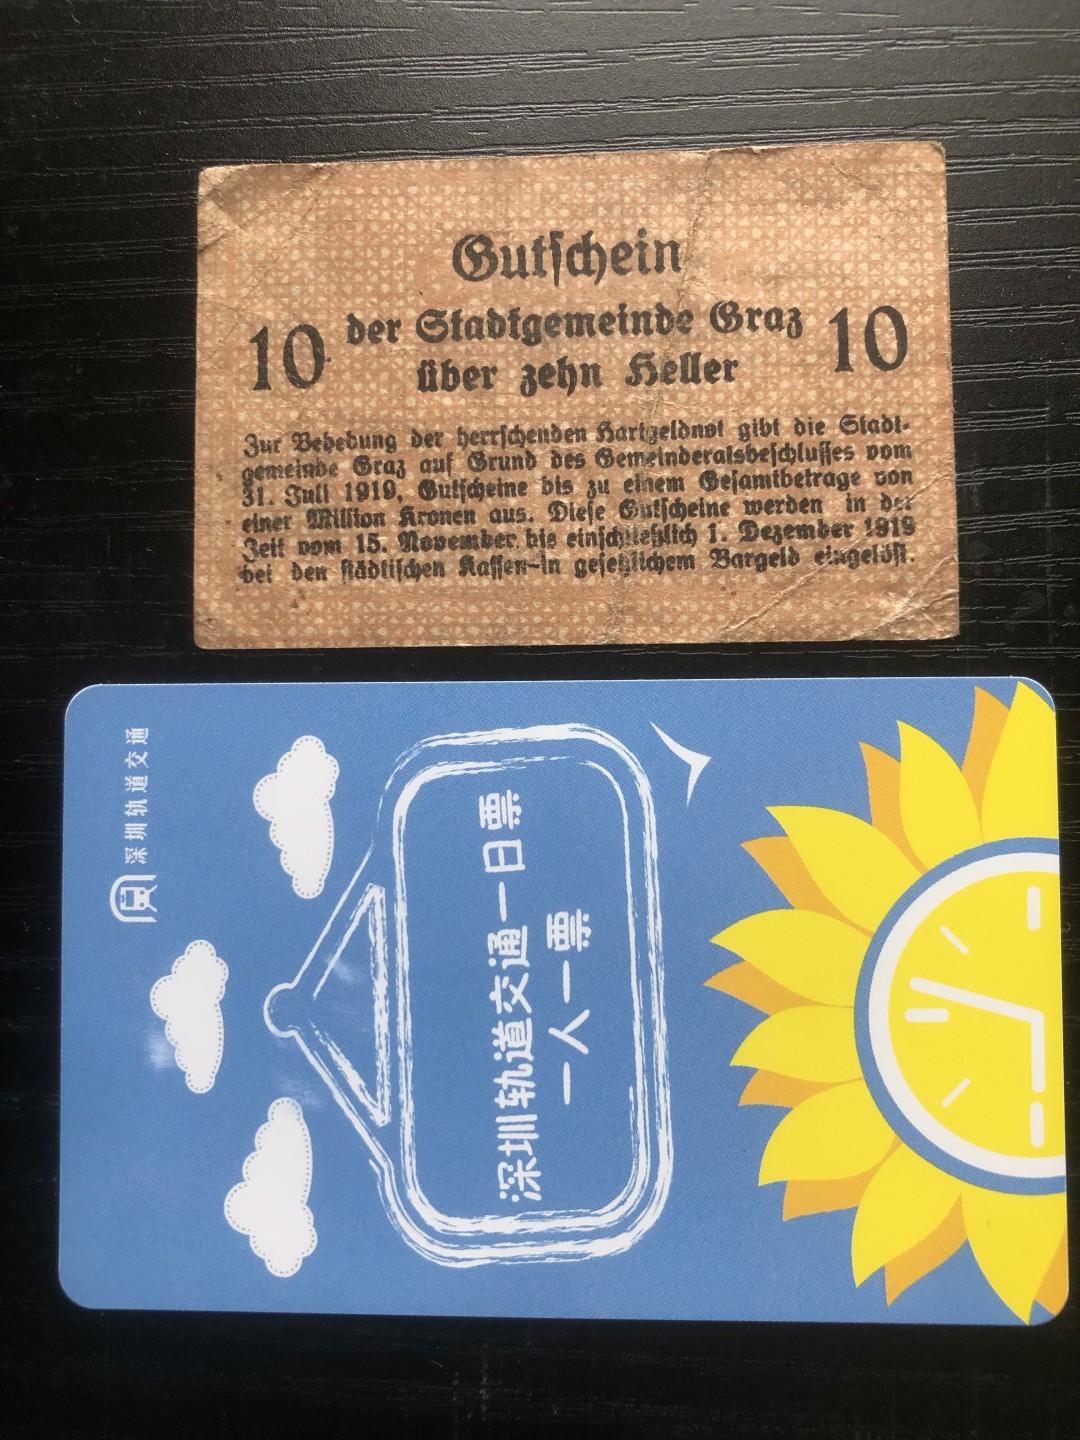 Gutschein
der Stadtgemeinde Graz
über zehn Heller
10
10
Zur Behebung der herrschenden Hartgeldnot gibt die Stadt-
gemeinde Graz auf Grund des Gemeinderatsbeschlusses vom
31. Juli 1919, Gutscheine bis zu einem Gesamtbetrage von
einer Million Kronen aus. Diese Gutscheine werden in der
Zeit vom 15. November bis einschließlich 1. Dezember 1919
bei den städtischen Kassen in gesetzlichem Bargeld eingelöst.
深圳轨道交通
深圳轨道交通一日票
一人一票